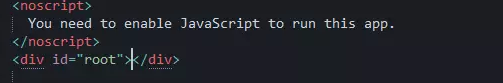 <noscript>
You need to enable JavaScript to run this app.
</noscript>
<div id="root"></div>